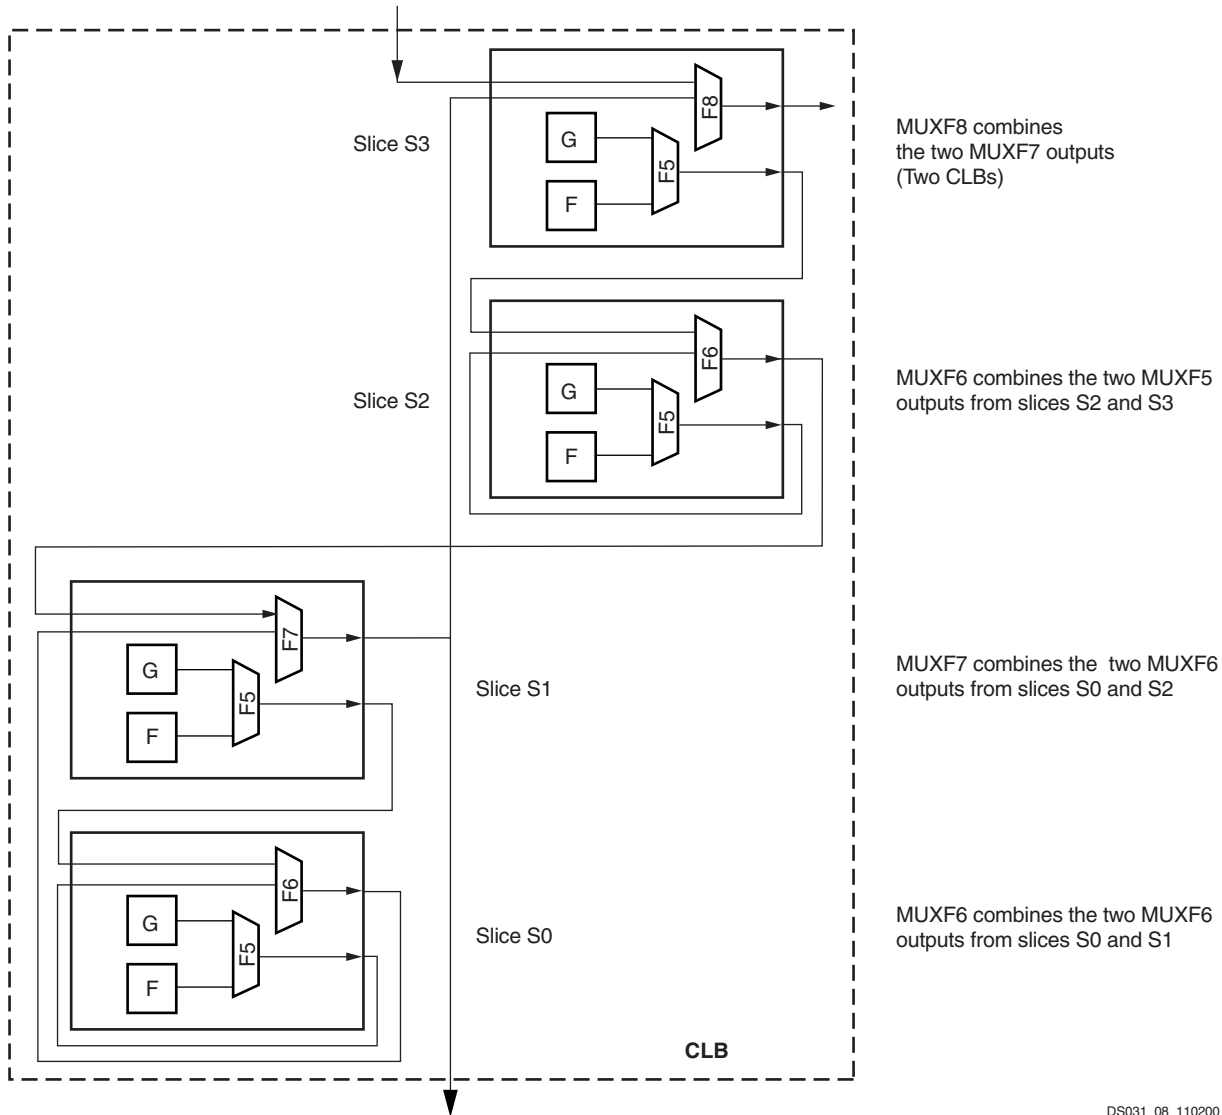 Slice S3
G
F
F5
F8
MUXF8 combines
the two MUXF7 outputs
(Two CLBs)
Slice S2
G
F
F5
F6
MUXF6 combines the two MUXF5
outputs from slices S2 and S3
G
F
F5
F7
Slice S1
MUXF7 combines the two MUXF6
outputs from slices S0 and S2
G
F
F5
F6
Slice S0
MUXF6 combines the two MUXF6
outputs from slices S0 and S1
CLB
DS031_08_110200